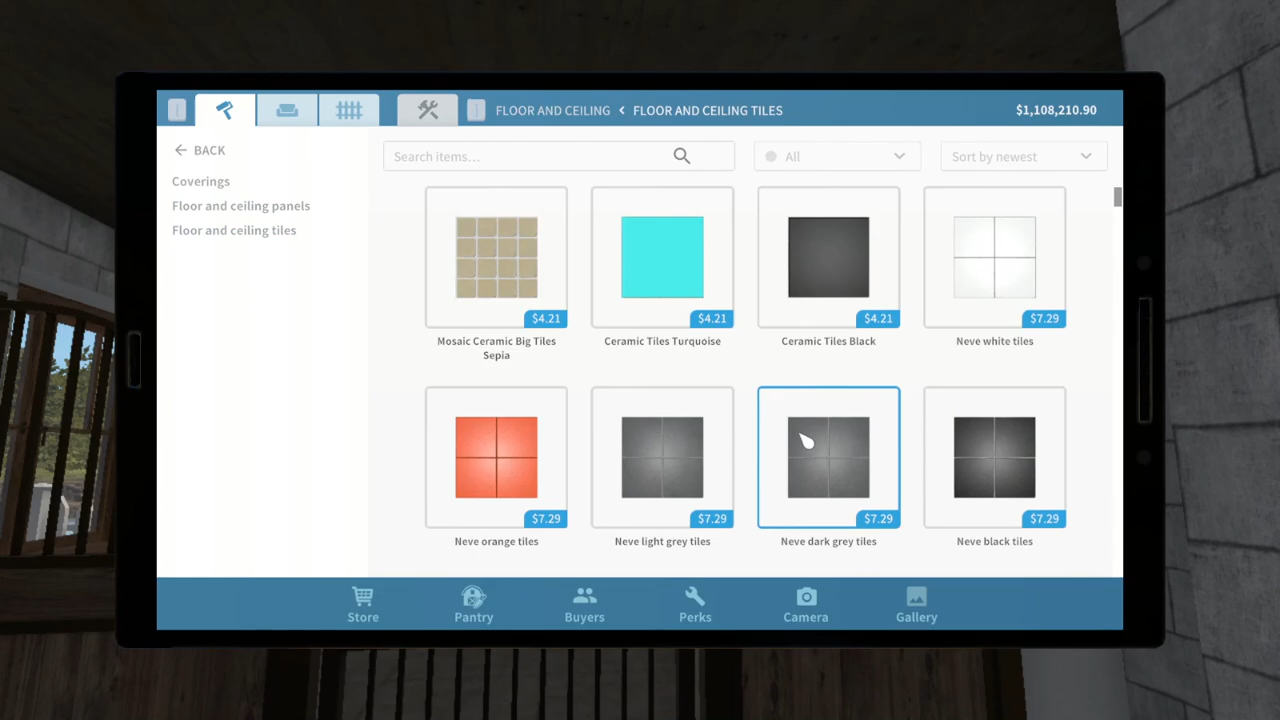 FLOOR AND CEILING < FLOOR AND CEILING TILES
$1,108,210.90
BACK
Coverings
Floor and ceiling panels
Floor and ceiling tiles
Search items...
All
Sort by newest
$4.21
$4.21
$4.21
$7.29
Mosaic Ceramic Big Tiles
Sepia
Ceramic Tiles Turquoise
Ceramic Tiles Black
Neve white tiles
$7.29
$7.29
$7.29
$7.29
Neve orange tiles
Neve light grey tiles
Neve dark grey tiles
Neve black tiles
Store
Pantry
Buyers
Perks
Camera
Gallery